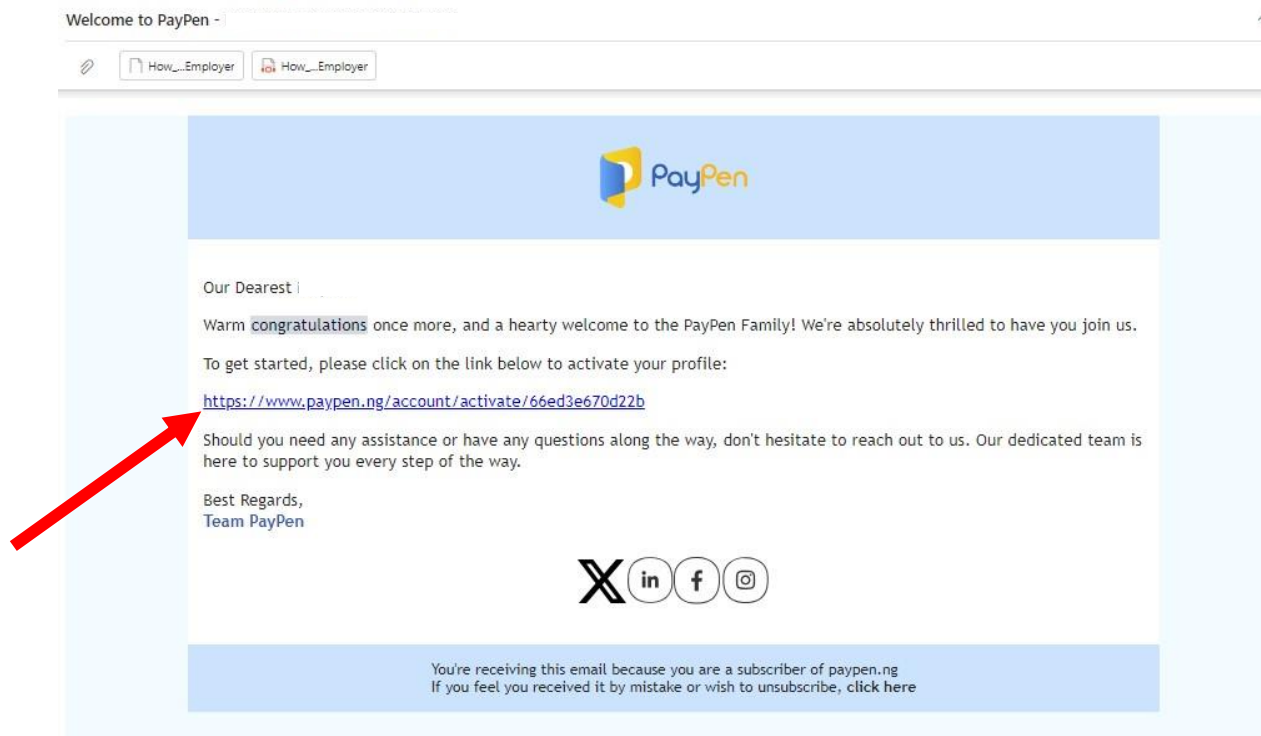 Welcome to PayPen -
How_...Employer
How_...Employer
PayPen
Our Dearest
Warm congratulations once more, and a hearty welcome to the PayPen Family! We're absolutely thrilled to have you join us.
To get started, please click on the link below to activate your profile:
https://www.paypen.ng/account/activate/66ed3e670d22b
Should you need any assistance or have any questions along the way, don't hesitate to reach out to us. Our dedicated team is
here to support you every step of the way.
Best Regards,
Team PayPen
X in f
You're receiving this email because you are a subscriber of paypen.ng
If you feel you received it by mistake or wish to unsubscribe, click here